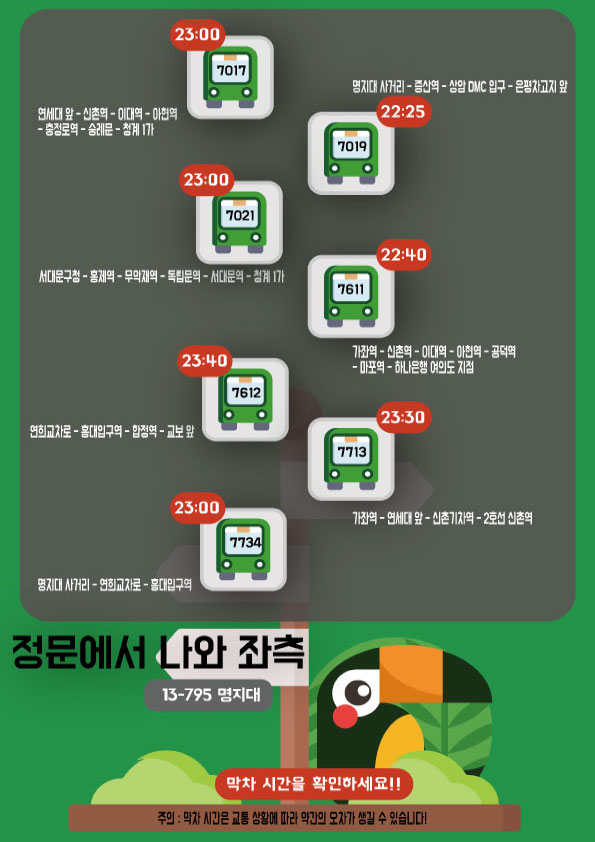 23:00
7017
연세대 앞 - 신촌역 - 이대역 - 아현역
- 충정로역 - 숭례문 - 청계 1가
명지대 사거리 - 증산역 - 상암 DMC 입구 - 은평차고지 앞
22:25
7019
23:00
7021
서대문구청 - 홍제역 - 무악재역 - 독립문역 - 서대문역 - 청계 1가
22:40
7611
가좌역 - 신촌역 - 이대역 - 아현역 - 공덕역
- 마포역 - 하나은행 여의도 지점
23:40
7612
연희교차로 - 홍대입구역 - 합정역 - 교보 앞
23:30
7713
가좌역 - 연세대 앞 - 신촌기차역 - 2호선 신촌역
23:00
7734
명지대 사거리 - 연희교차로 - 홍대입구역
정문에서 나와 좌측
13-795 명지대
막차 시간을 확인하세요!!
주의 : 막차 시간은 교통 상황에 따라 약간의 오차가 생길 수 있습니다!